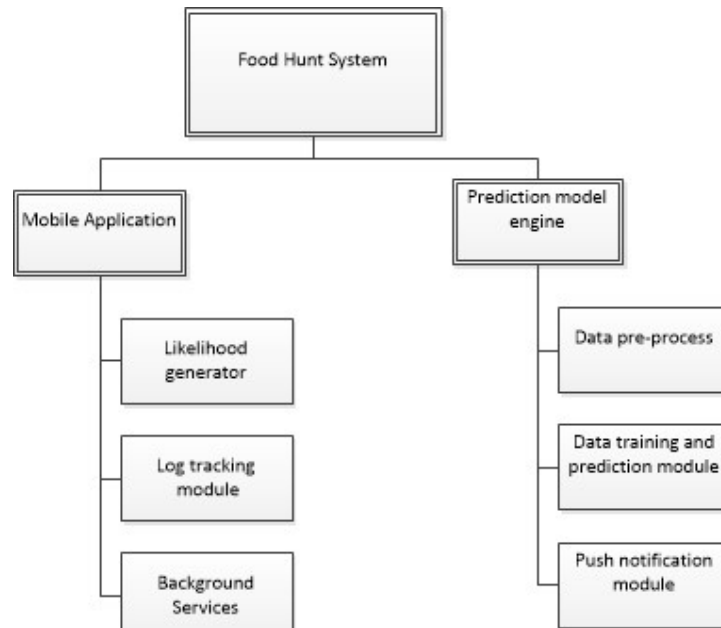 Food Hunt System
Mobile Application
Prediction model
engine
Likelihood
generator
Log tracking
module
Background
Services
Data pre-process
Data training and
prediction module
Push notification
module